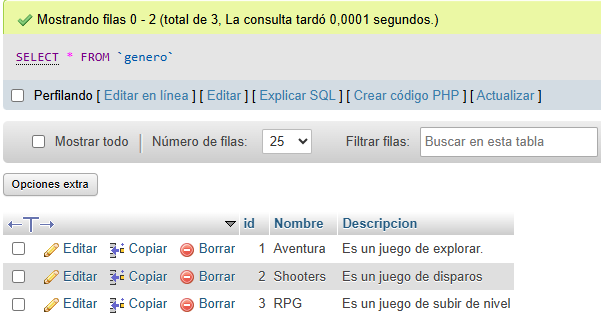 Mostrando filas 0 - 2 (total de 3, La consulta tardó 0,0001 segundos.)
SELECT * FROM `genero`
Perfilando [ Editar en línea ] [ Editar ] [ Explicar SQL ] [ Crear código PHP ] [ Actualizar ]
Mostrar todo Número de filas: 25 Filtrar filas: Buscar en esta tabla
Opciones extra
←T→ id Nombre Descripcion
Editar Copiar Borrar 1 Aventura Es un juego de explorar.
Editar Copiar Borrar 2 Shooters Es un juego de disparos
Editar Copiar Borrar 3 RPG Es un juego de subir de nivel